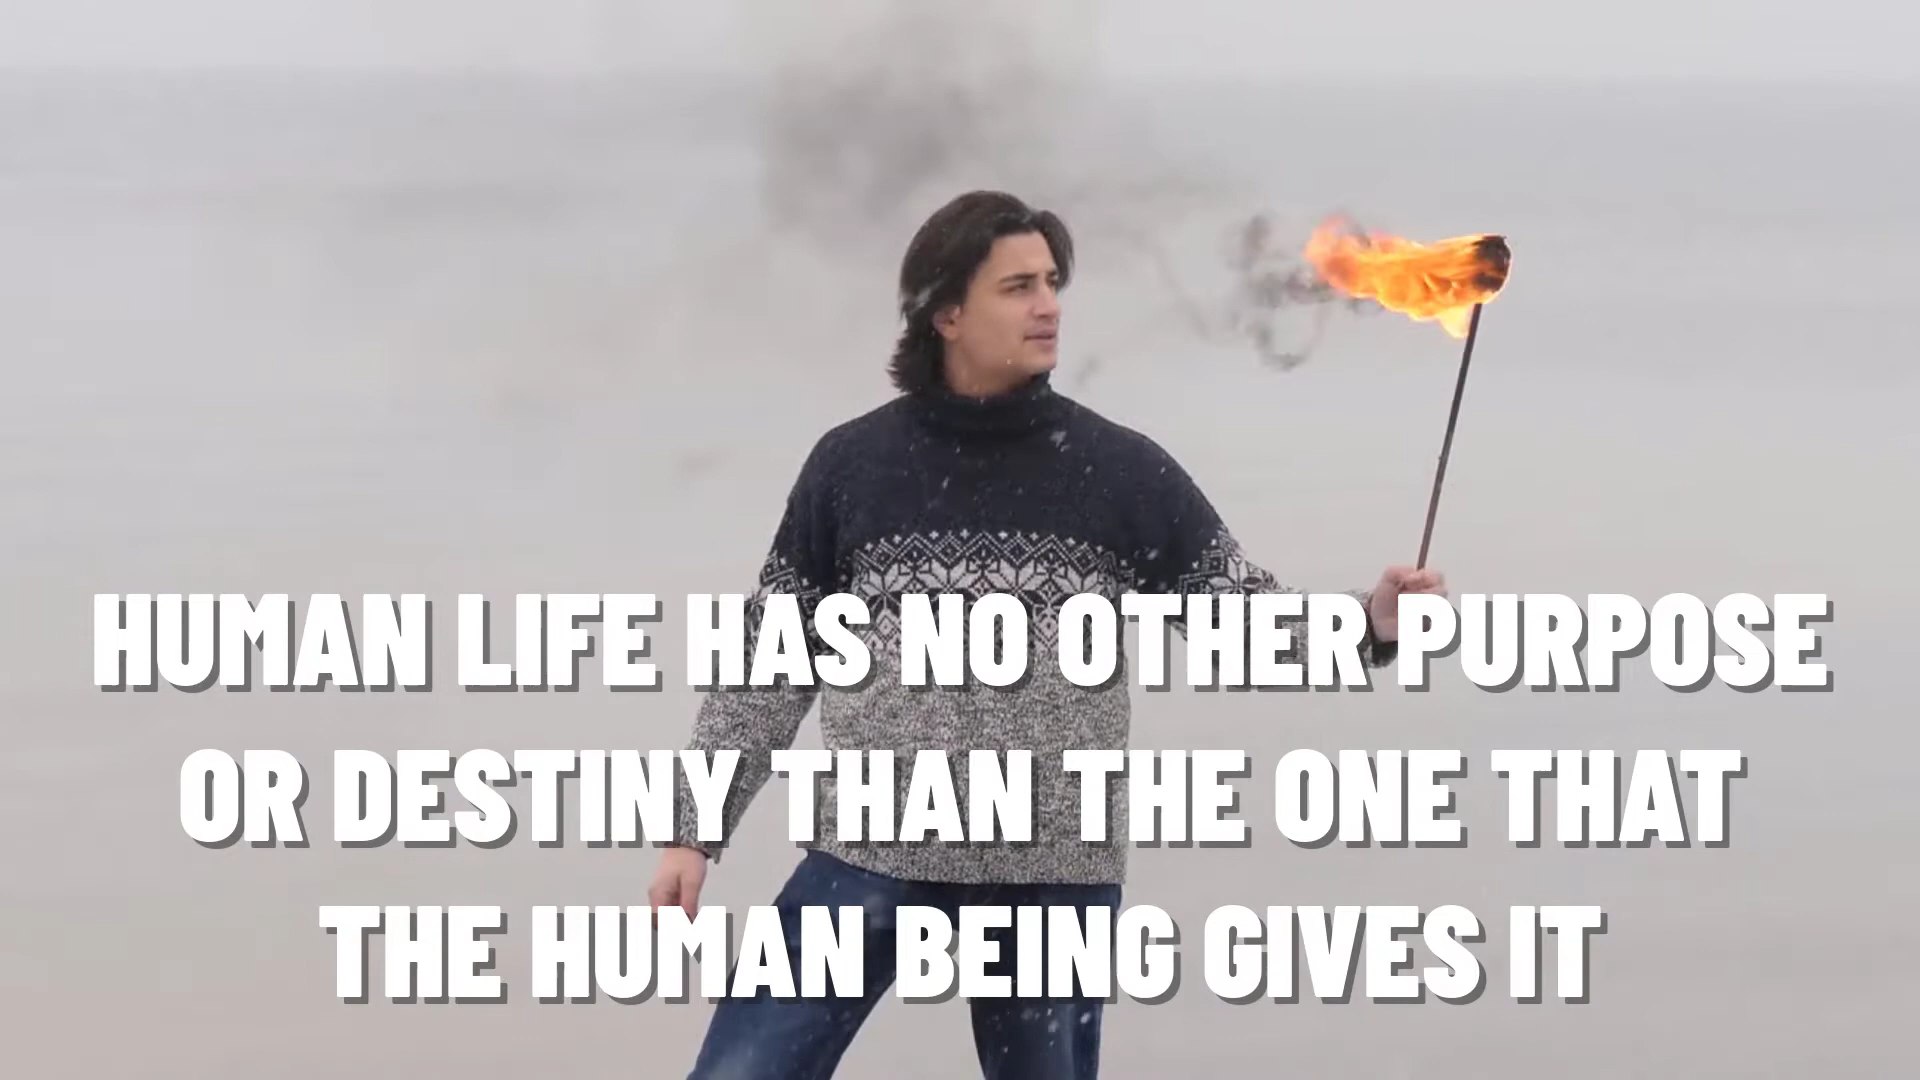 HUMAN LIFE HAS NO OTHER PURPOSE
OR DESTINY THAN THE ONE THAT
THE HUMAN BEING GIVES IT